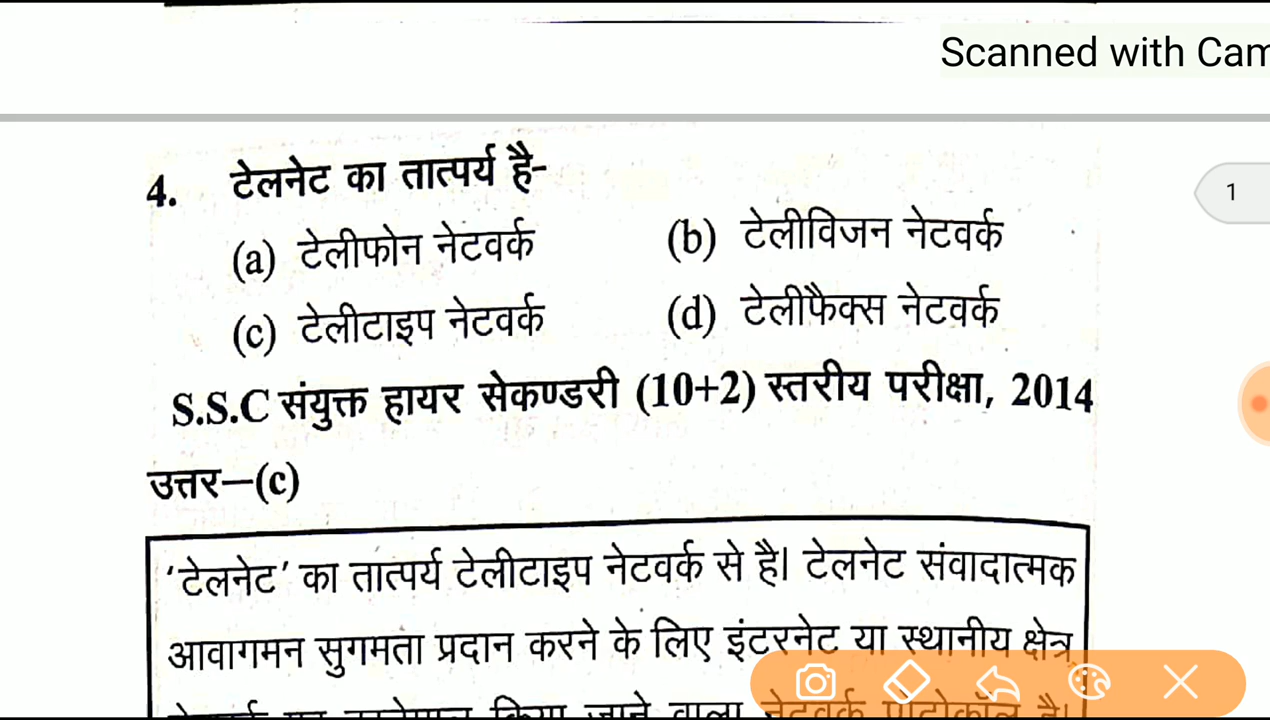 Scanned with Cam
1
4. टेलनेट का तात्पर्य है-
(a) टेलीफोन नेटवर्क (b) टेलीविजन नेटवर्क
(c) टेलीटाइप नेटवर्क (d) टेलीफैक्स नेटवर्क
S.S.C संयुक्त हायर सेकण्डरी (10+2) स्तरीय परीक्षा, 2014
उत्तर–(c)
'टेलनेट' का तात्पर्य टेलीटाइप नेटवर्क से है। टेलनेट संवादात्मक
आवागमन सुगमता प्रदान करने के लिए इंटरनेट या स्थानीय क्षेत्र
किया जाने वाला नेटवर्क प्रोटोकॉल है।